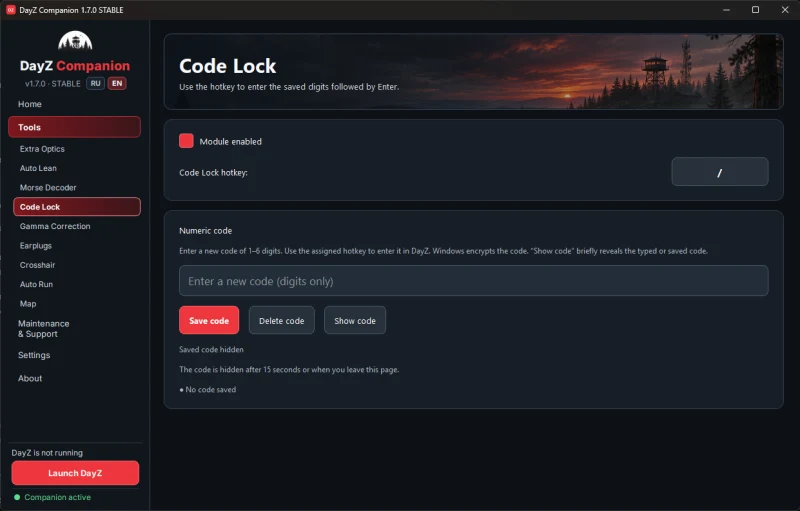 DZ DayZ Companion 1.7.0 STABLE
DayZ Companion
v1.7.0 · STABLE RU EN
Home
Tools
Extra Optics
Auto Lean
Morse Decoder
Code Lock
Gamma Correction
Earplugs
Crosshair
Auto Run
Map
Maintenance
& Support
Settings
About
DayZ is not running
Launch DayZ
Companion active
Code Lock
Use the hotkey to enter the saved digits followed by Enter.
Module enabled
Code Lock hotkey: /
Numeric code
Enter a new code of 1–6 digits. Use the assigned hotkey to enter it in DayZ. Windows encrypts the code. "Show code" briefly reveals the typed or saved code.
Enter a new code (digits only)
Save code Delete code Show code
Saved code hidden
The code is hidden after 15 seconds or when you leave this page.
● No code saved